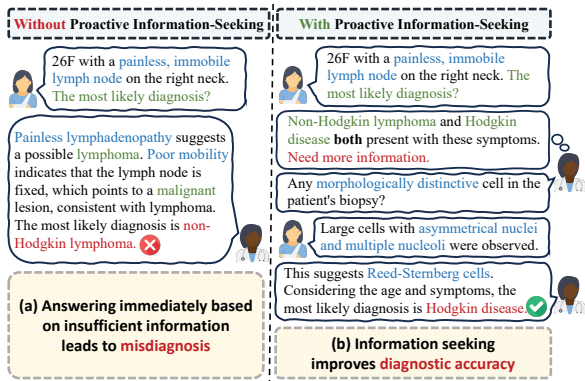 Without Proactive Information-Seeking
26F with a painless, immobile
lymph node on the right neck.
The most likely diagnosis?
Painless lymphadenopathy suggests
a possible lymphoma. Poor mobility
indicates that the lymph node is
fixed, which points to a malignant
lesion, consistent with lymphoma.
The most likely diagnosis is non-
Hodgkin lymphoma.
(a) Answering immediately based
on insufficient information
leads to misdiagnosis
With Proactive Information-Seeking
26F with a painless, immobile
lymph node on the right neck. The
most likely diagnosis?
Non-Hodgkin lymphoma and Hodgkin
disease both present with these symptoms.
Need more information.
Any morphologically distinctive cell in the
patient's biopsy?
Large cells with asymmetrical nuclei
and multiple nucleoli were observed.
This suggests Reed-Sternberg cells.
Considering the age and symptoms, the
most likely diagnosis is Hodgkin disease.
(b) Information seeking
improves diagnostic accuracy